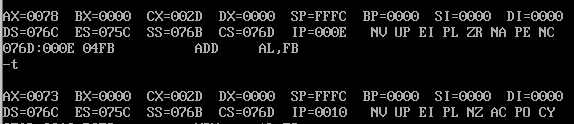 AX=0078 BX=0000 CX=002D DX=0000 SP=FFFC BP=0000 SI=0000 DI=0000
DS=076C ES=075C SS=076B CS=076D IP=000E NV UP EI PL ZR NA PE NC
076D:000E 04FB ADD AL,FB
-t
AX=0073 BX=0000 CX=002D DX=0000 SP=FFFC BP=0000 SI=0000 DI=0000
DS=076C ES=075C SS=076B CS=076D IP=0010 NV UP EI PL NZ AC PO CY